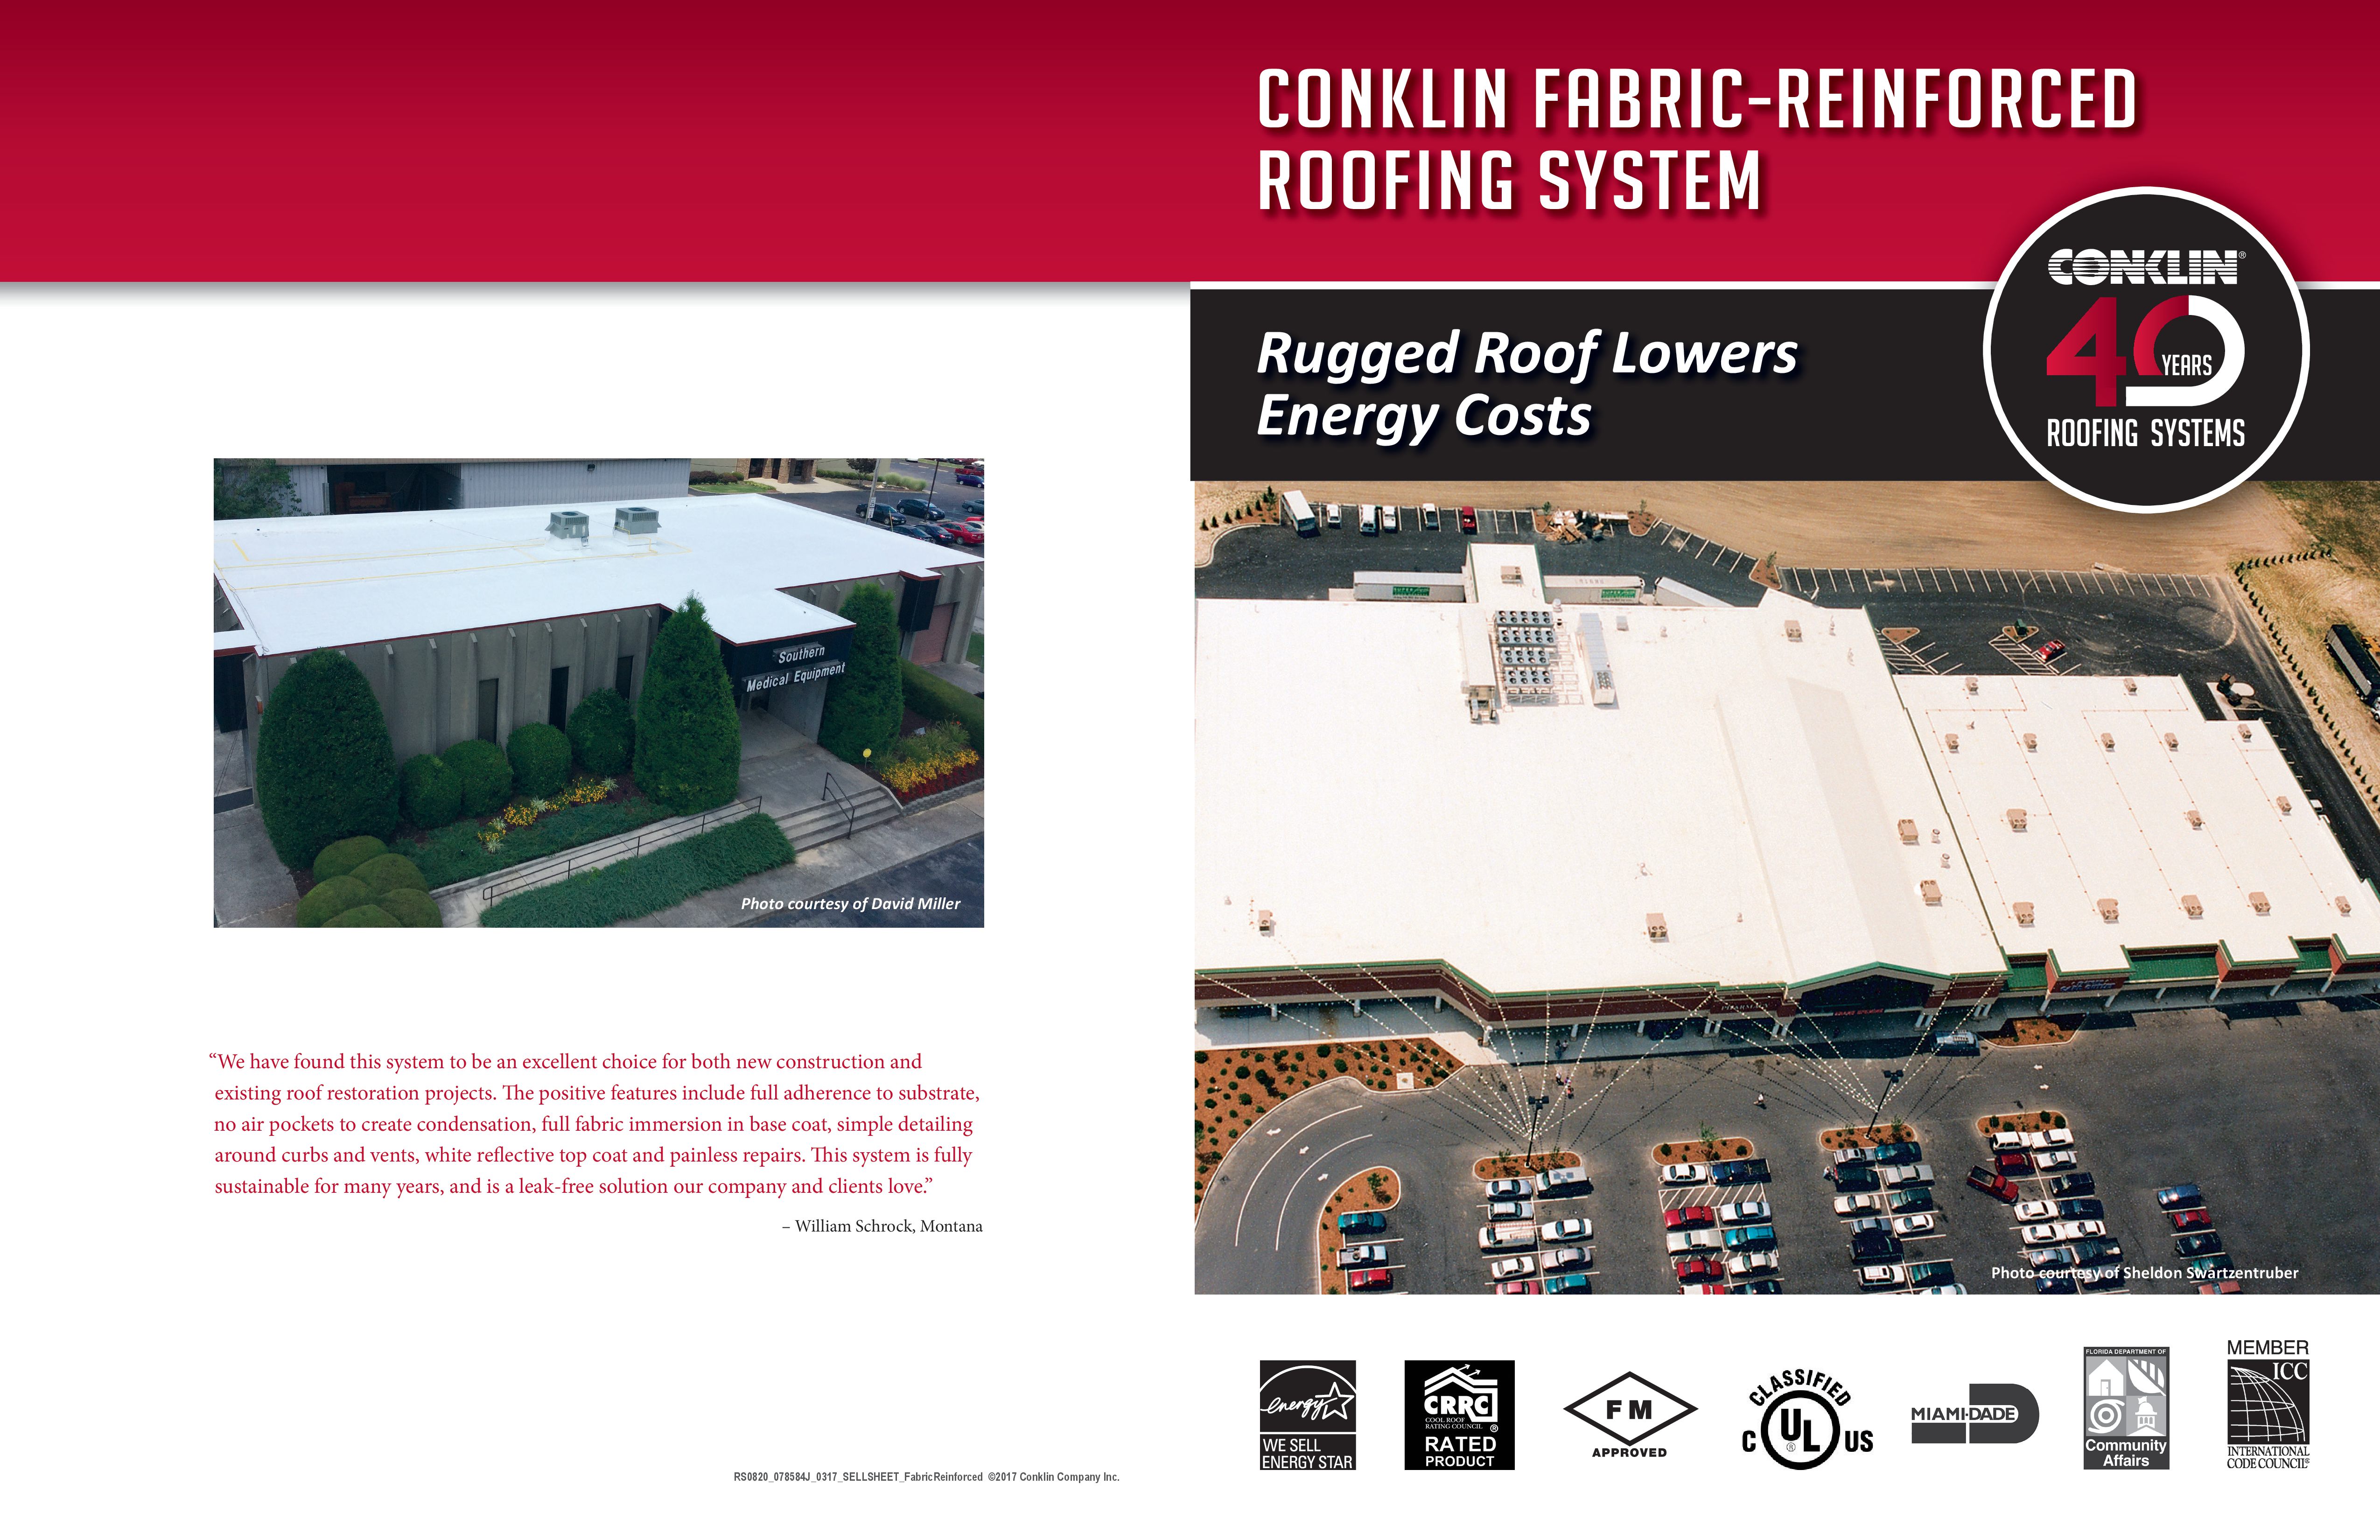 CONKLIN FABRIC-REINFORCED
ROOFING SYSTEM
CONKLIN®
40
YEARS
ROOFING SYSTEMS
Rugged Roof Lowers
Energy Costs
Southern
Medical Equipment
Photo courtesy of David Miller
“We have found this system to be an excellent choice for both new construction and
existing roof restoration projects. The positive features include full adherence to substrate,
no air pockets to create condensation, full fabric immersion in base coat, simple detailing
around curbs and vents, white reflective top coat and painless repairs. This system is fully
sustainable for many years, and is a leak-free solution our company and clients love.”
– William Schrock, Montana
RS0820_078584J_0317_SELLSHEET_FabricReinforced ©2017 Conklin Company Inc.
PHARMACY
Photo courtesy of Sheldon Swartzentruber
energy
WE SELL
ENERGY STAR
CRRC
COOL ROOF
RATING COUNCIL
®
RATED
PRODUCT
FM
APPROVED
CLASSIFIED
C UL US
®
MIAMI-DADE
FLORIDA DEPARTMENT OF
Community
Affairs
MEMBER
ICC
INTERNATIONAL
CODE COUNCIL®